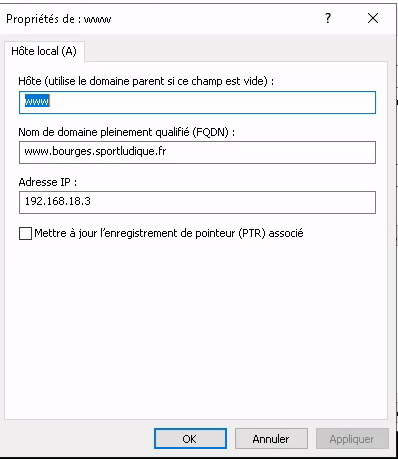 Propriétés de : www
?
Hôte local (A)
Hôte (utilise le domaine parent si ce champ est vide) :
www
Nom de domaine pleinement qualifié (FQDN) :
www.bourges.sportludique.fr
Adresse IP :
192.168.18.3
Mettre à jour l'enregistrement de pointeur (PTR) associé
OK
Annuler
Appliquer